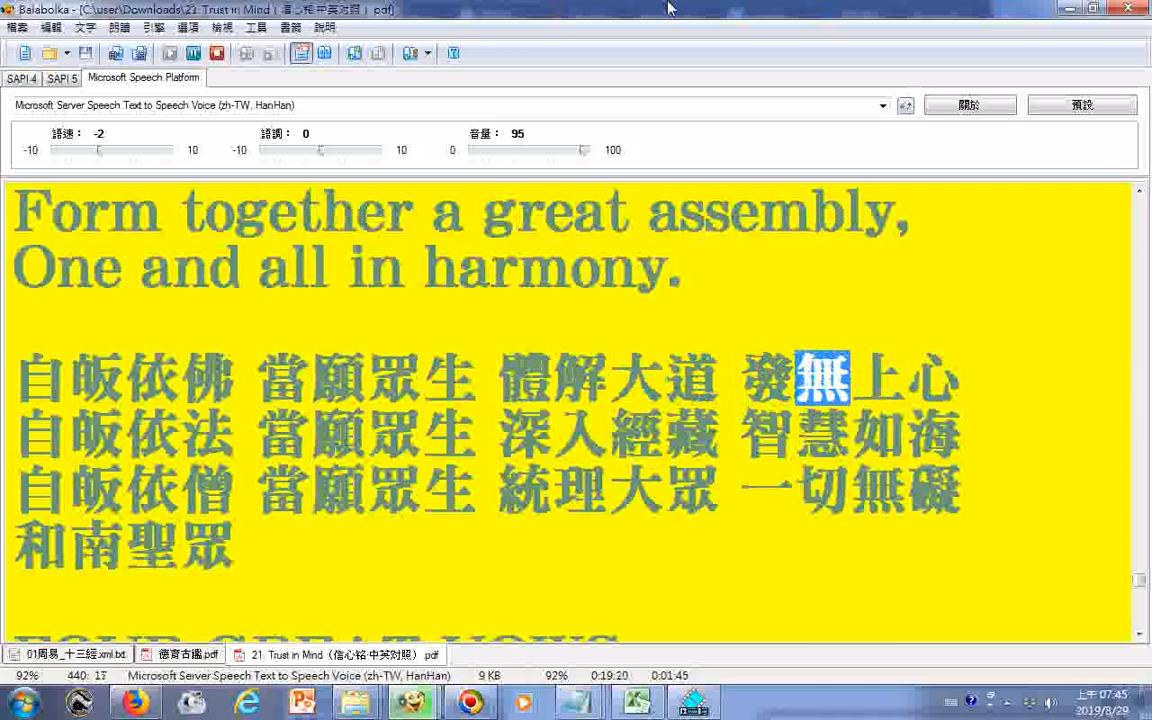 Balabolka - [C:\user\Downloads\21. Trust in Mind（信心铭·中英对照）.pdf]
檔案 編輯 文字 朗讀 引擎 選項 檢視 工具 書籤 說明
SAPI 4 SAPI 5 Microsoft Speech Platform
Microsoft Server Speech Text to Speech Voice (zh-TW, HanHan) 關於 預設
語速： -2 語調： 0 音量： 95
-10 10 -10 10 0 100
Form together a great assembly,
One and all in harmony.
自皈依佛 當願眾生 體解大道 發無上心
自皈依法 當願眾生 深入經藏 智慧如海
自皈依僧 當願眾生 統理大眾 一切無礙
和南聖眾
FOUR GREAT VOWS
01周易_十三經.xml.txt 德育古鑑.pdf 21. Trust in Mind（信心铭·中英对照）.pdf
92% 440: 17 Microsoft Server Speech Text to Speech Voice (zh-TW, HanHan) 9 KB 92% 0:19:20 0:01:45
上午 07:45
2019/8/29